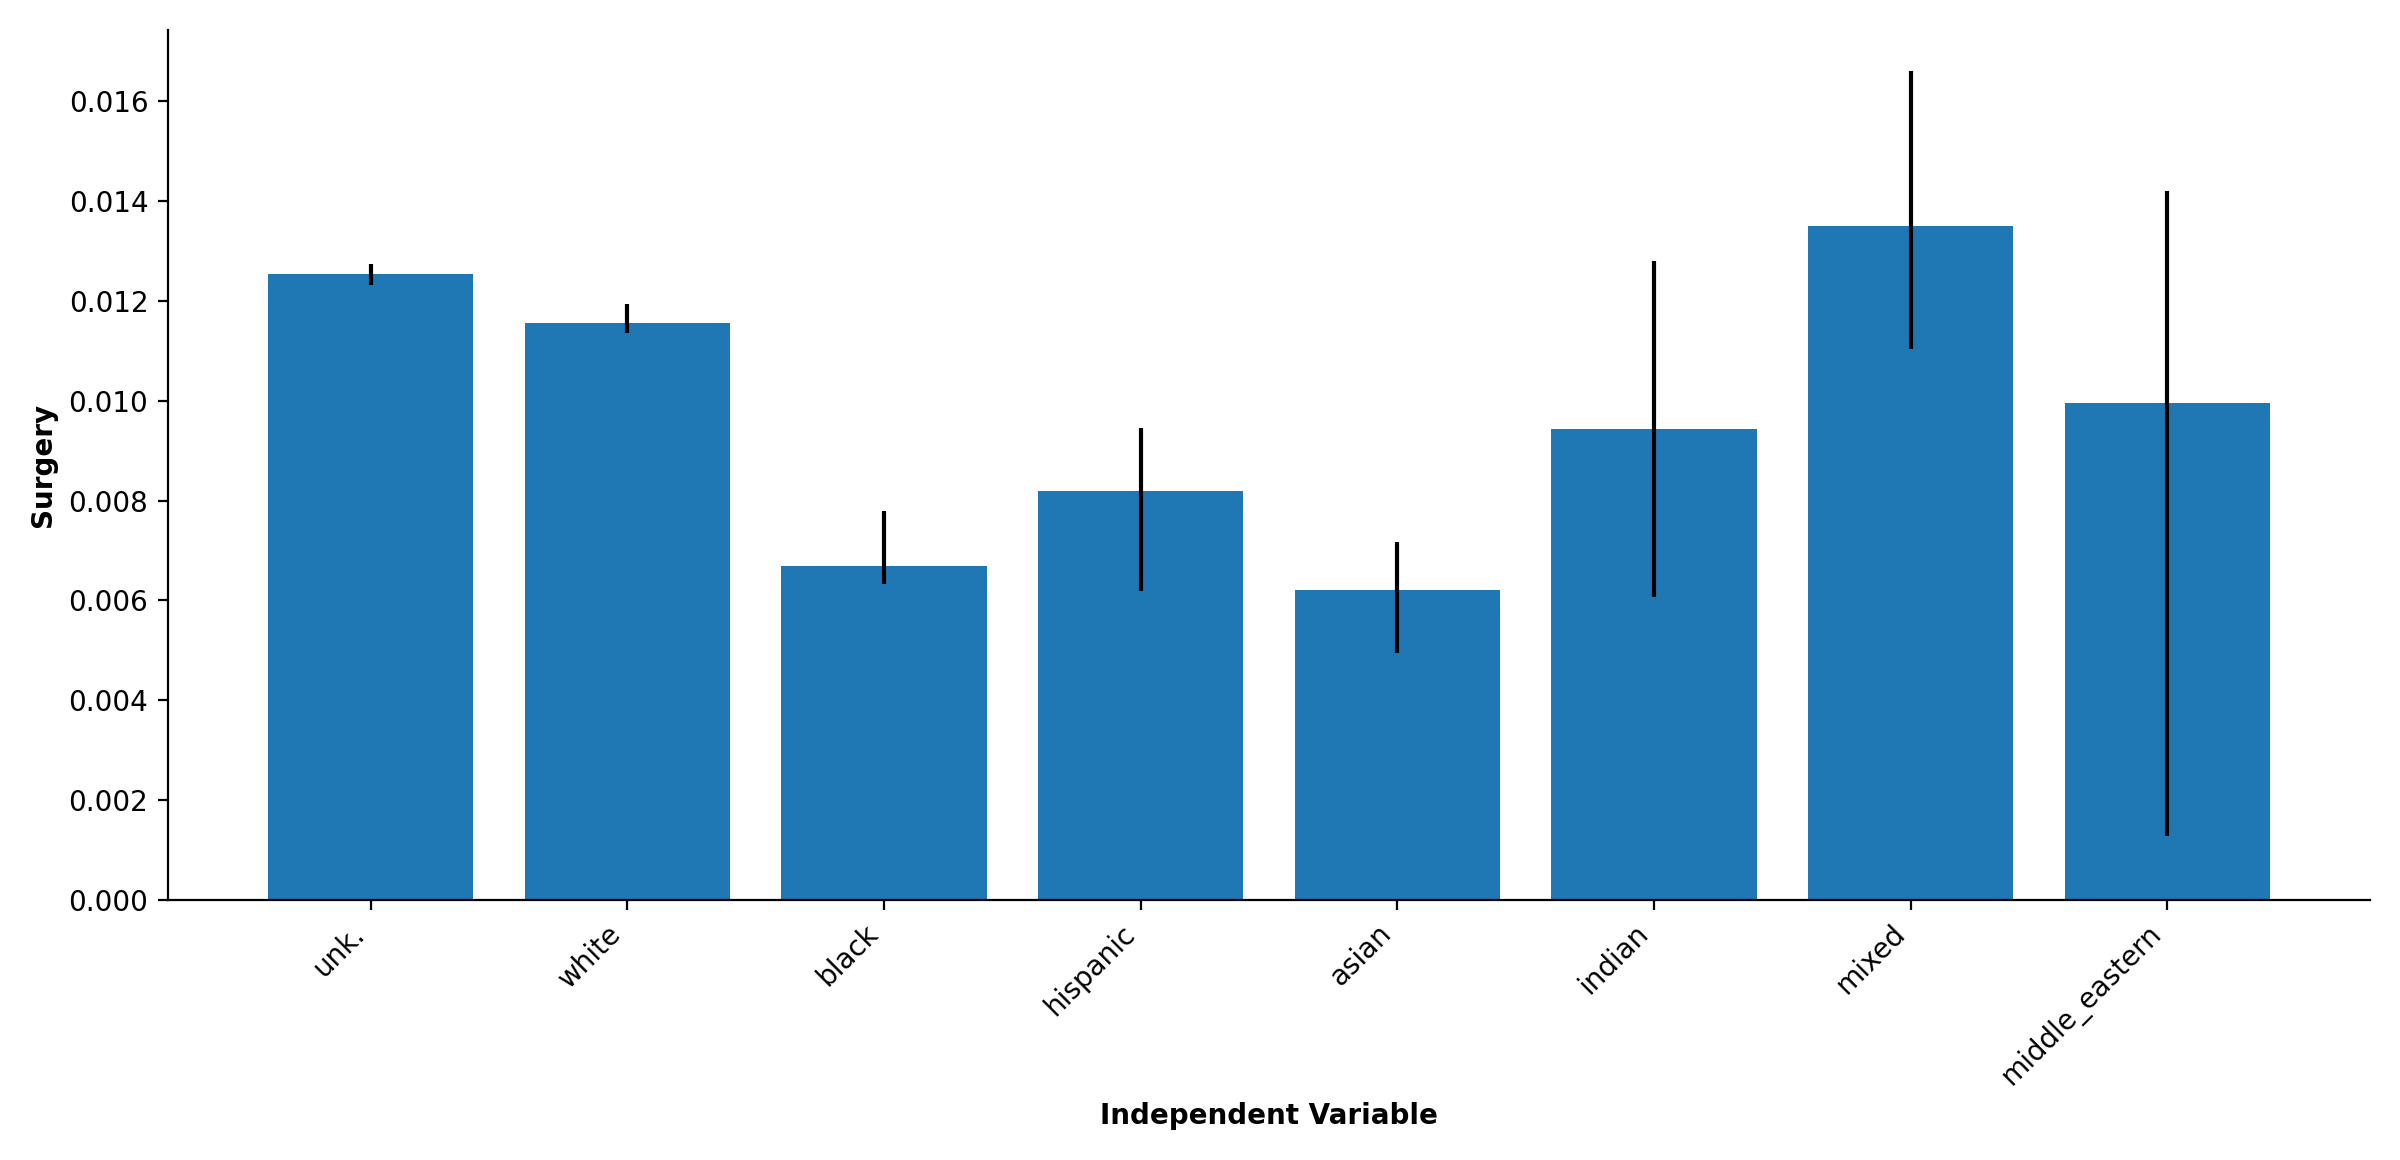 0.016
0.014
0.012
0.010
0.008
0.006
0.004
0.002
0.000
Surgery
unk.
white
black
hispanic
asian
indian
mixed
middle_eastern
Independent Variable